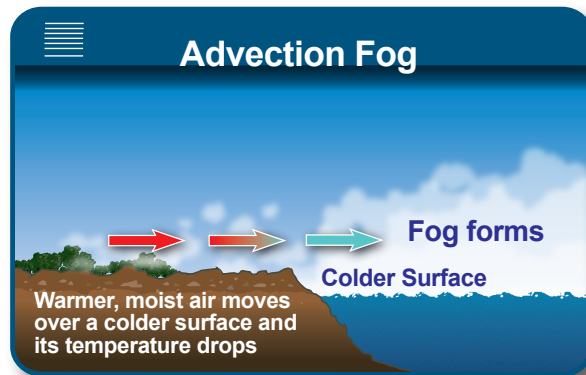 Advection Fog
Fog forms
Colder Surface
Warmer, moist air moves
over a colder surface and
its temperature drops